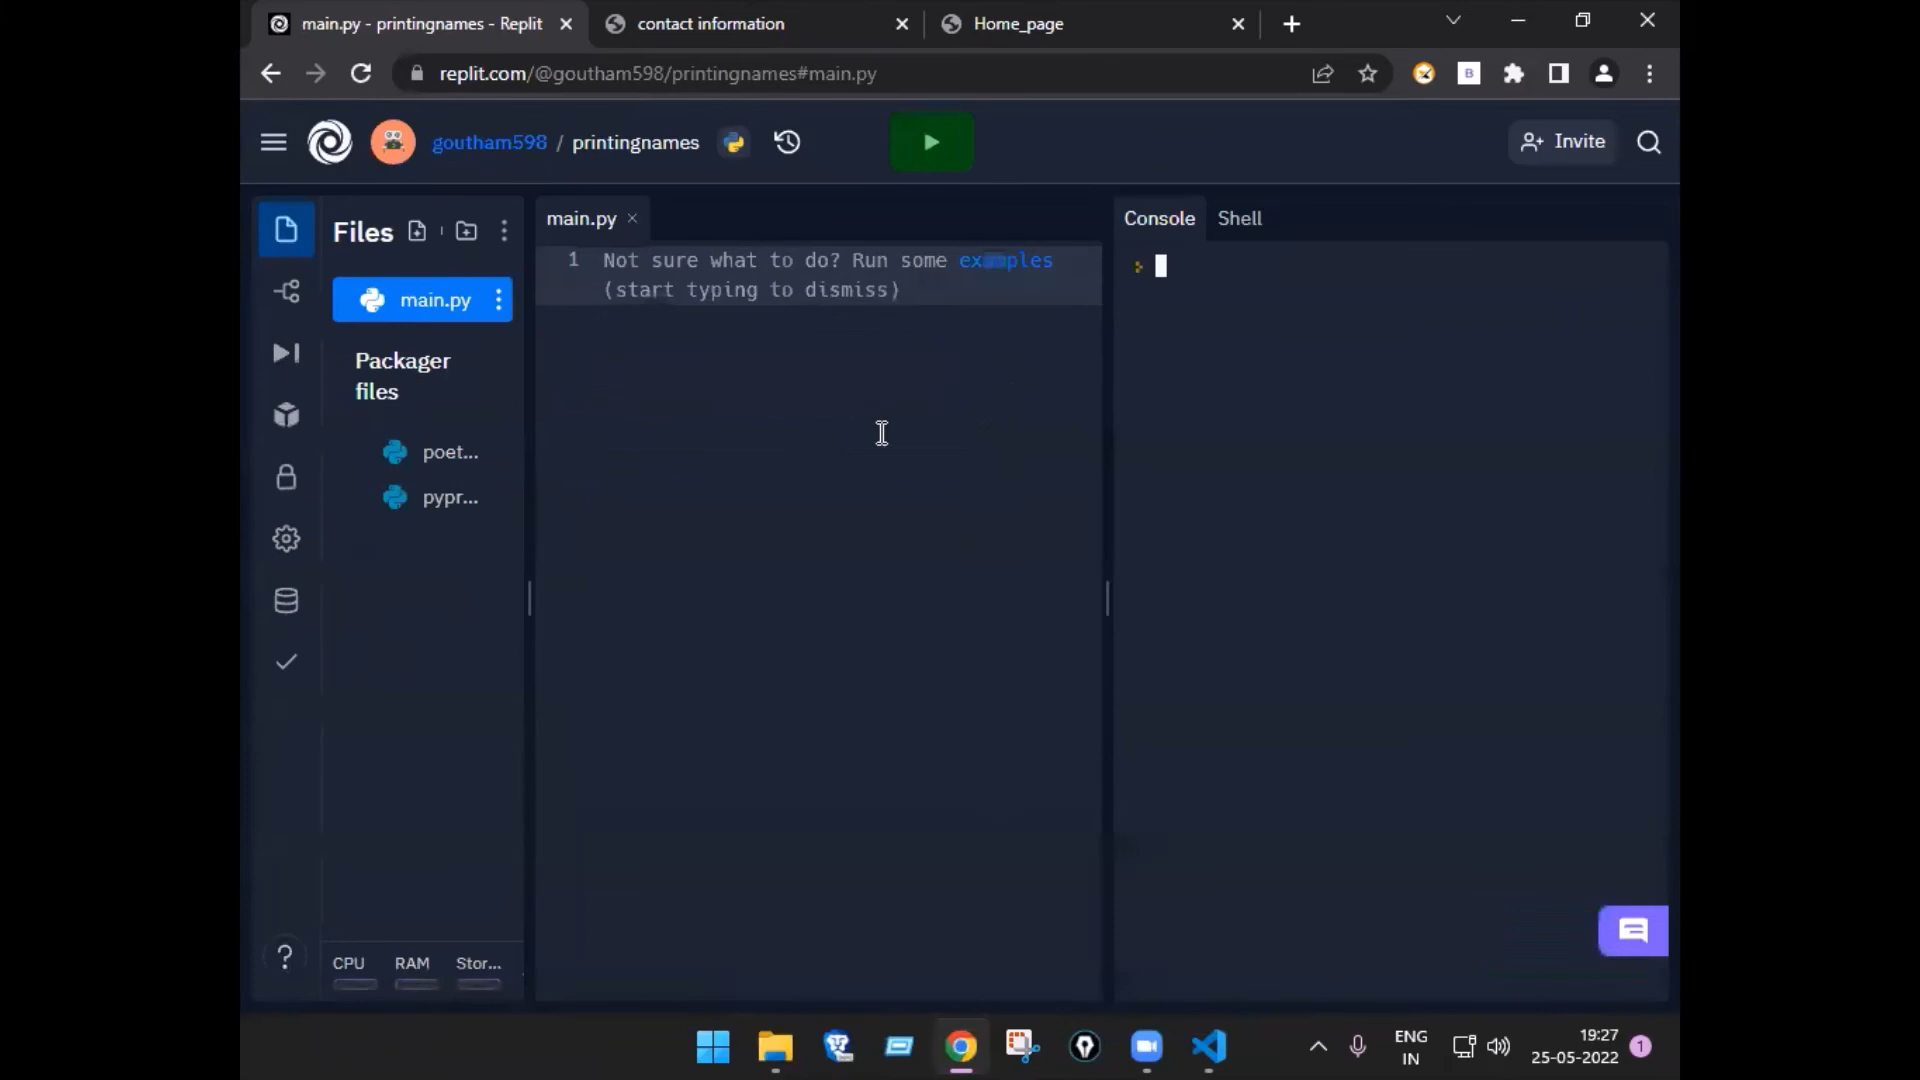 main.py - printingnames - Replit
contact information
Home_page
replit.com/@goutham598/printingnames#main.py
B
goutham598 / printingnames
Invite
Files
main.py
Packager
files
poet...
pypr...
CPU RAM Stor...
main.py
1 Not sure what to do? Run some examples
(start typing to dismiss)
Console Shell
ENG
IN
19:27
25-05-2022
1